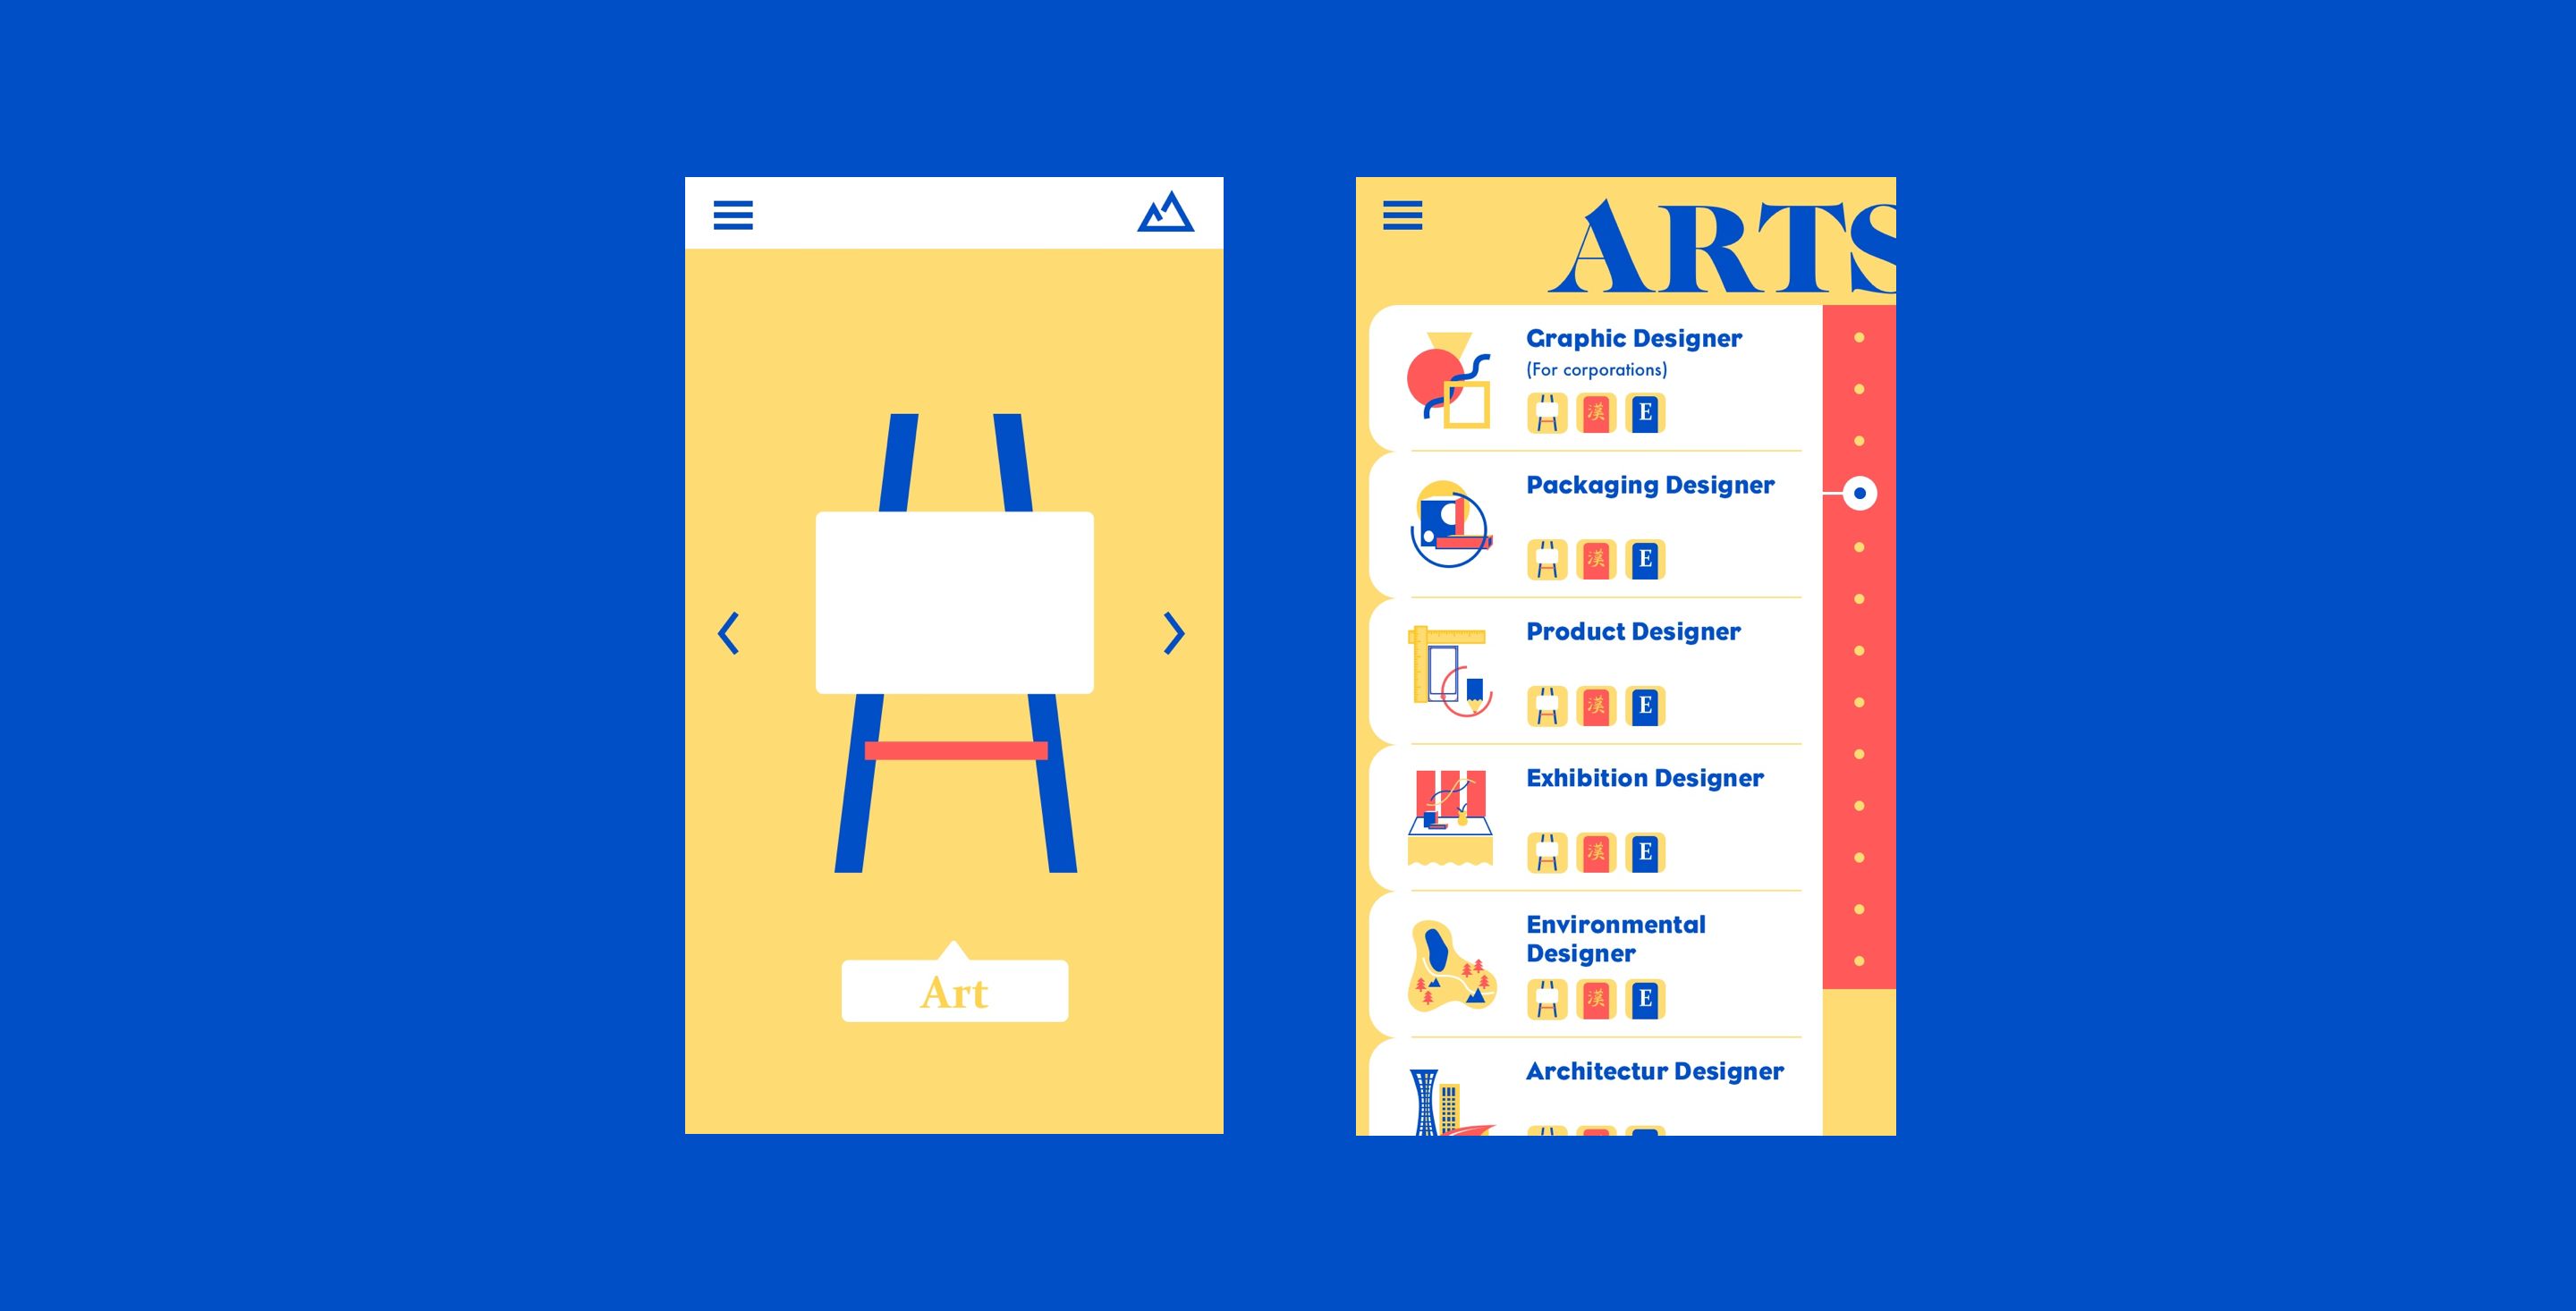 Art
ARTS
Graphic Designer
(For corporations)
漢 E
Packaging Designer
漢 E
Product Designer
漢 E
Exhibition Designer
漢 E
Environmental
Designer
漢 E
Architectur Designer